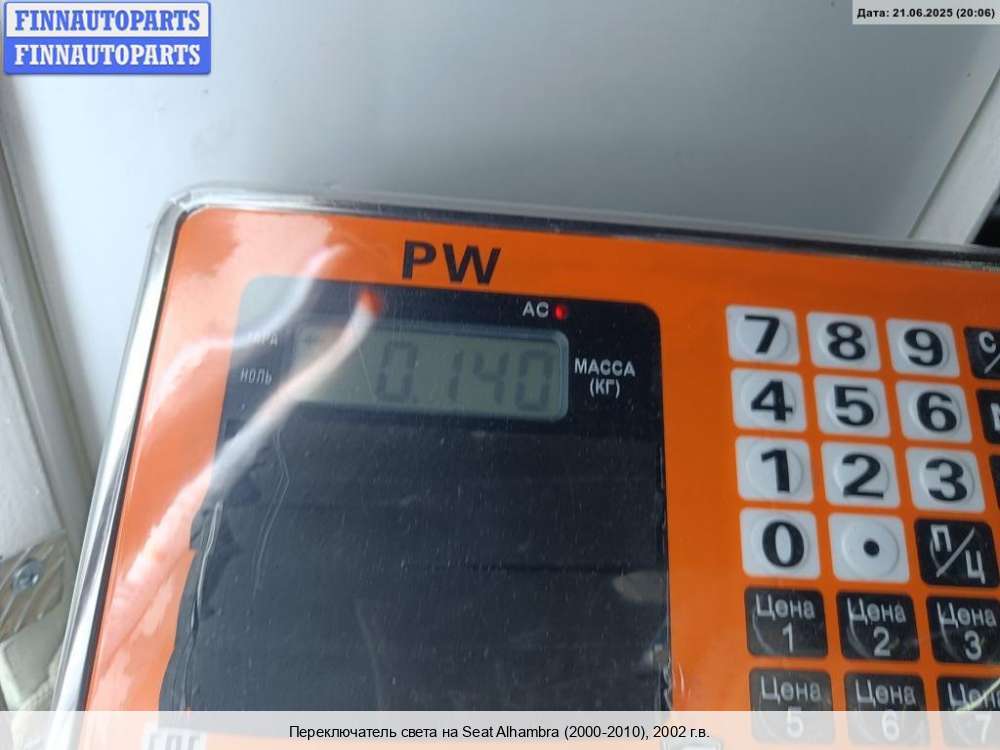 FINNAUTOPARTS
FINNAUTOPARTS
Дата: 21.06.2025 (20:06)
PW
AC
НОЛЬ
0.140
МАССА
(КГ)
7 8 9 С/
4 5 6
1 2 3
0 • П/Ц
Цена 1
Цена 2
Цена 3
Цена 5
Цена 6
Цена 7
Переключатель света на Seat Alhambra (2000-2010), 2002 г.в.